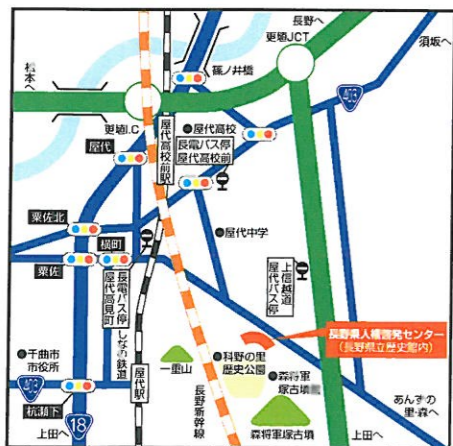 長野へ
更埴JCT
須坂へ
松本へ
篠ノ井橋
403
更埴I.C
屋代高校前駅
屋代高校
長電バス停
屋代高校前
屋代
粟佐北
屋代中学
粟佐
横町
長電バス停
屋代高見町
しなの鉄道
上信越道
屋代バス停
長野県人権啓発センター
(長野県立歴史館内)
千曲市
市役所
一重山
科野の里
歴史公園
森将軍
塚古墳館
403
屋代駅
長野新幹線
あんずの
里・森へ
杭瀬下
18
上田へ
森将軍塚古墳
上田へ